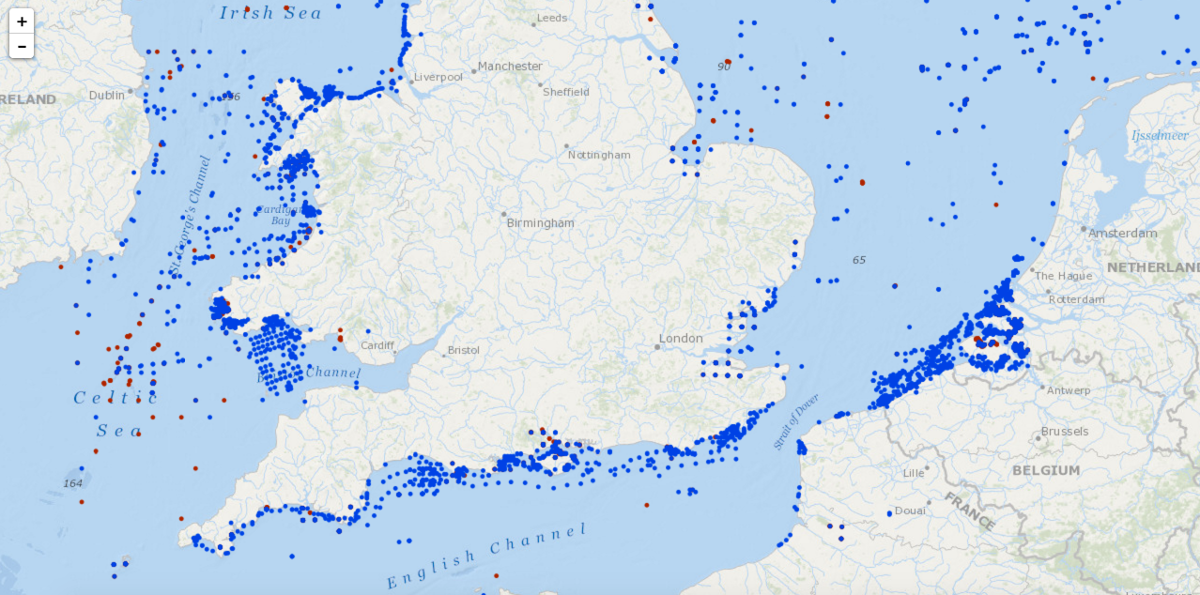 +
-
Irish Sea
Leeds
Manchester
90
Liverpool
Sheffield
Dublin
RELAND
Ijsselmeer
Nottingham
St. George's Channel
Cardigan
Bay
Birmingham
Amsterdam
65
NETHERLAN
The Hague
Rotterdam
London
Cardiff
Bristol
Channel
Celtic
Sea
Antwerp
Strait of Dover
Brussels
BELGIUM
Lille
164
Douai
FRANCE
English Channel